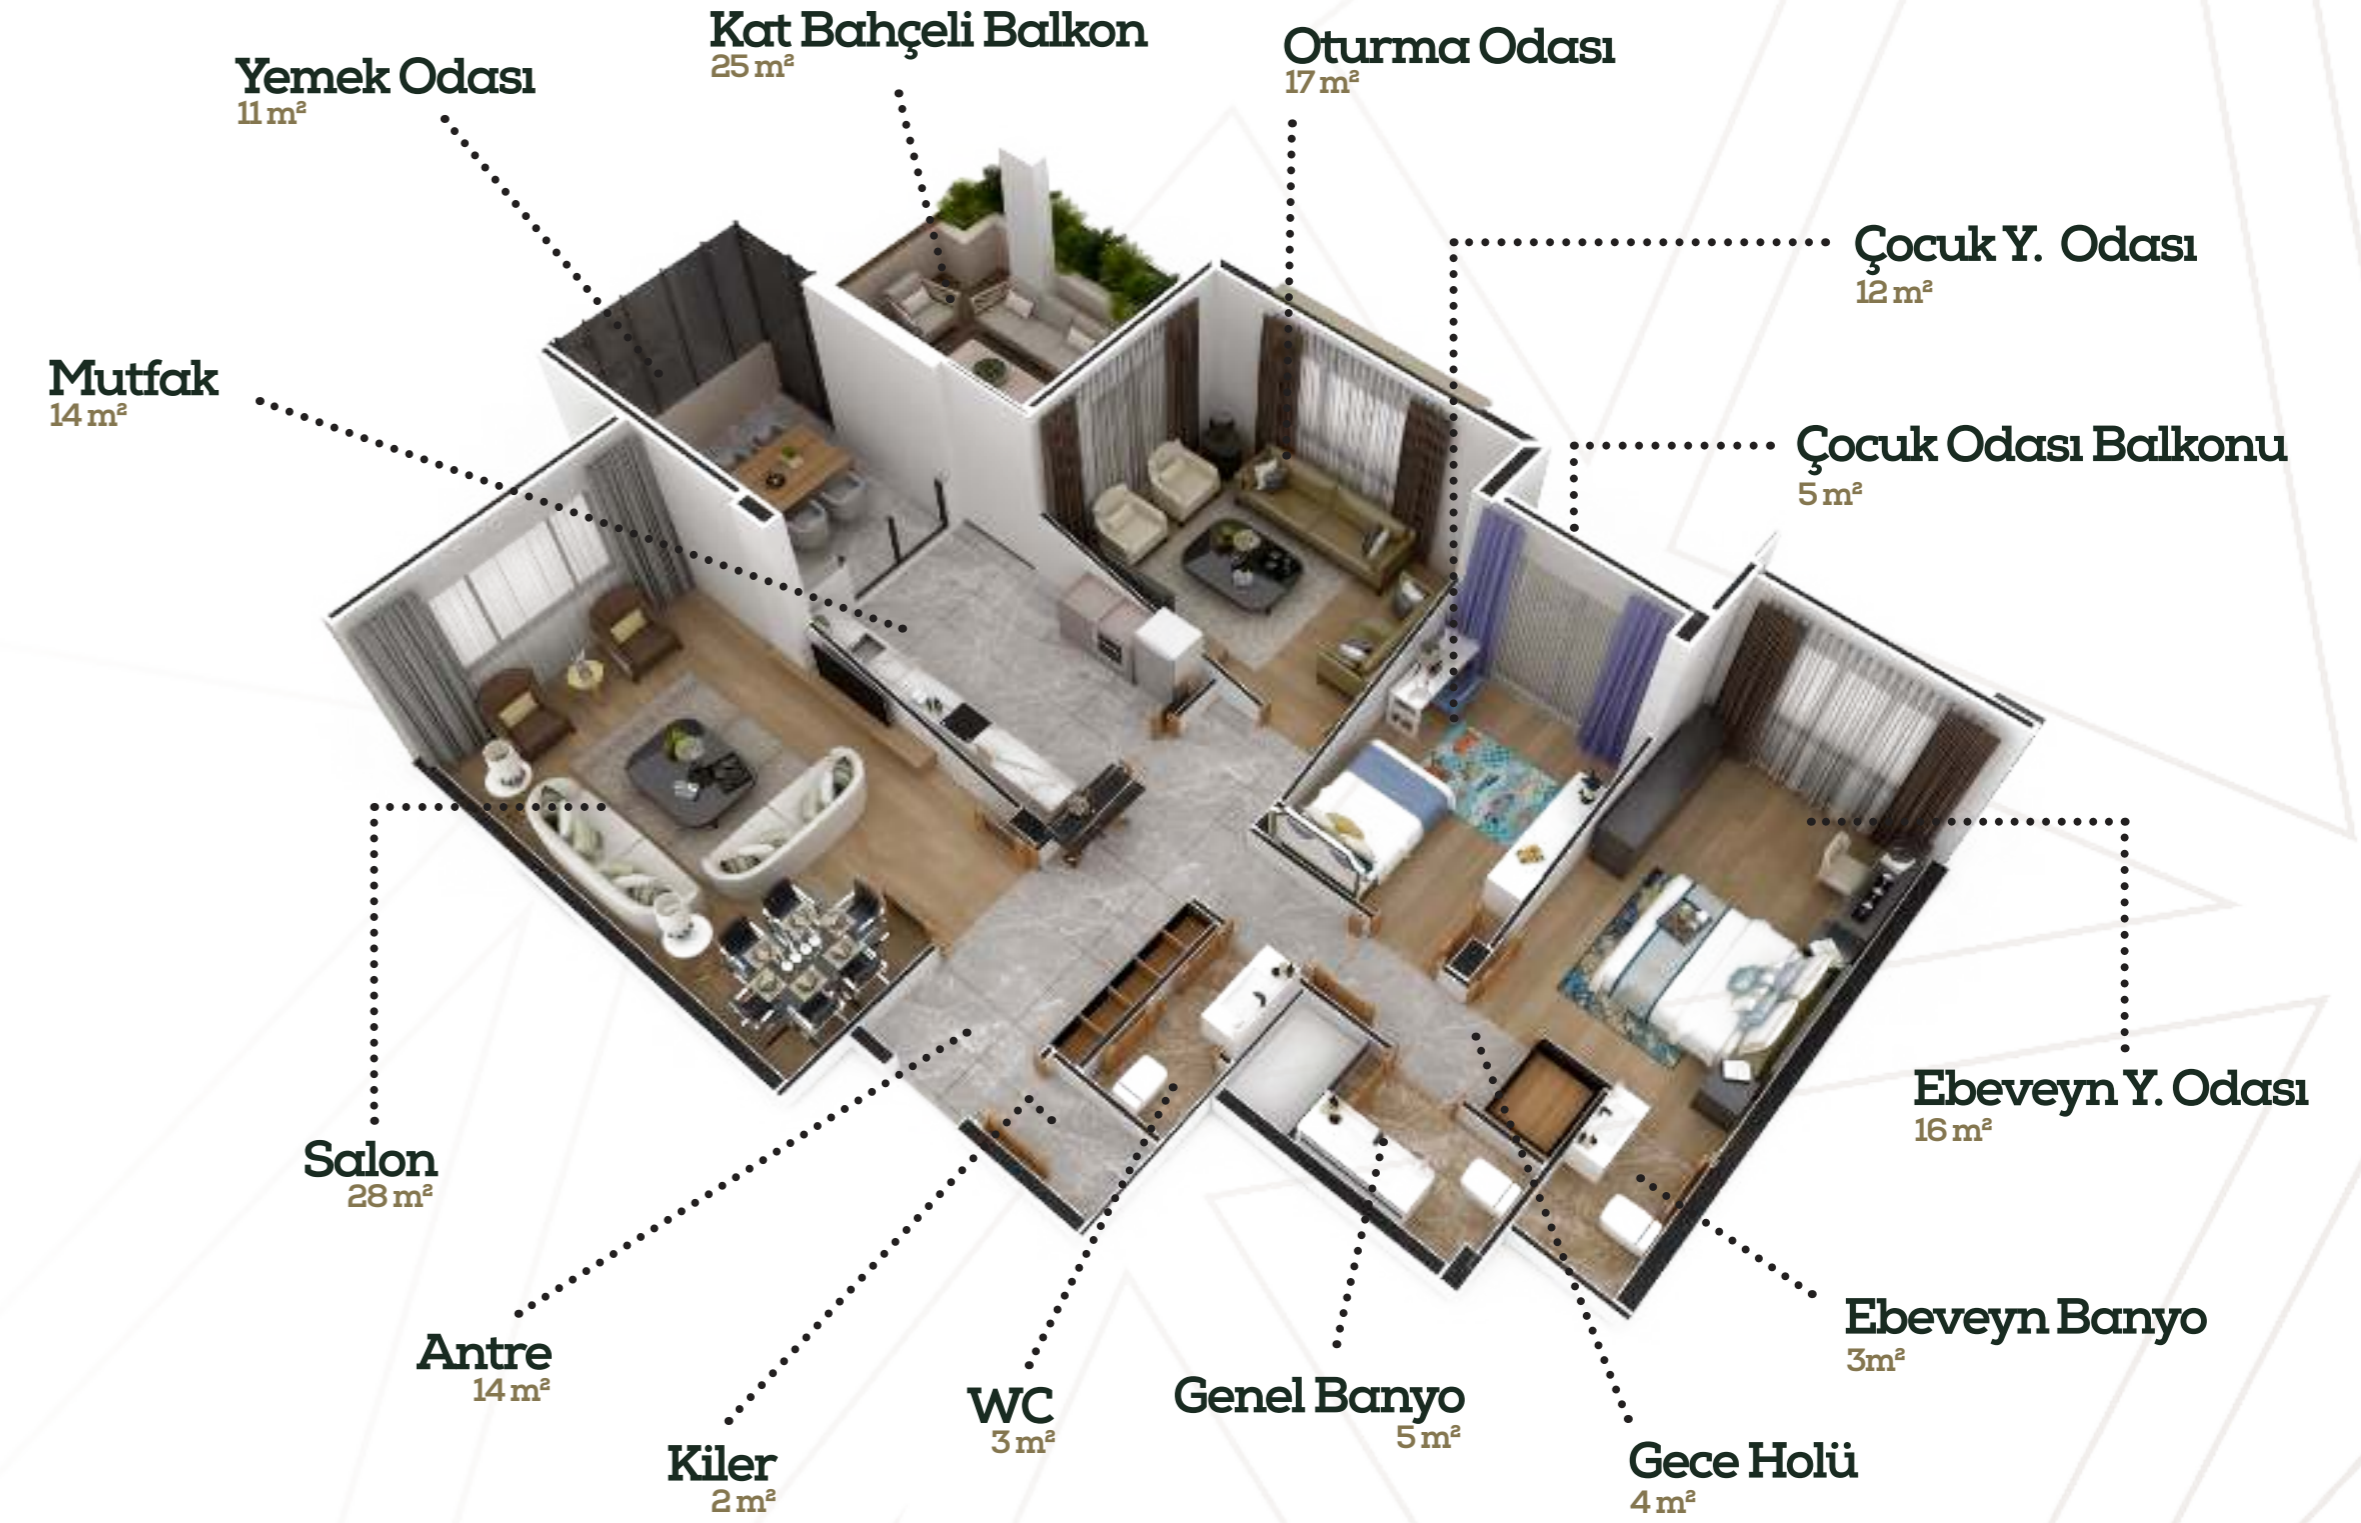 Kat Bahçeli Balkon
25 m²
Oturma Odası
17 m²
Yemek Odası
11 m²
Çocuk Y. Odası
12 m²
Mutfak
14 m²
Çocuk Odası Balkonu
5 m²
Ebeveyn Y. Odası
16 m²
Salon
28 m²
Ebeveyn Banyo
3m²
Antre
14 m²
Genel Banyo
5 m²
WC
3 m²
Gece Holü
4 m²
Kiler
2 m²